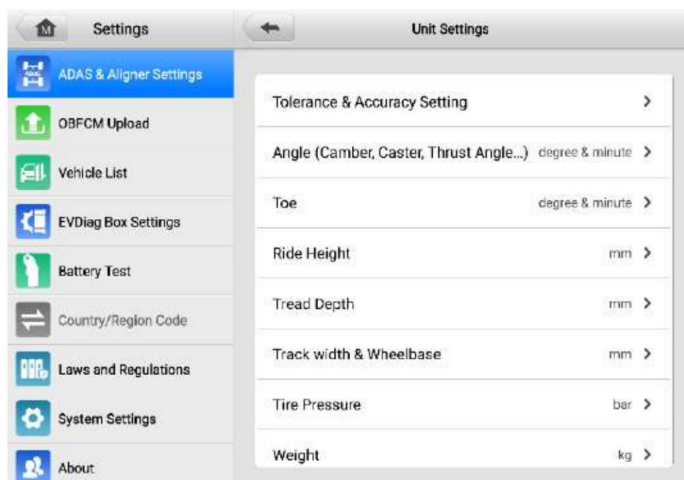 Settings
ADAS & Aligner Settings
OBFCM Upload
Vehicle List
EVDiag Box Settings
Battery Test
Country/Region Code
Laws and Regulations
System Settings
About
Unit Settings
Tolerance & Accuracy Setting
Angle (Camber, Caster, Thrust Angle...) degree & minute
Toe degree & minute
Ride Height mm
Tread Depth mm
Track width & Wheelbase mm
Tire Pressure bar
Weight kg